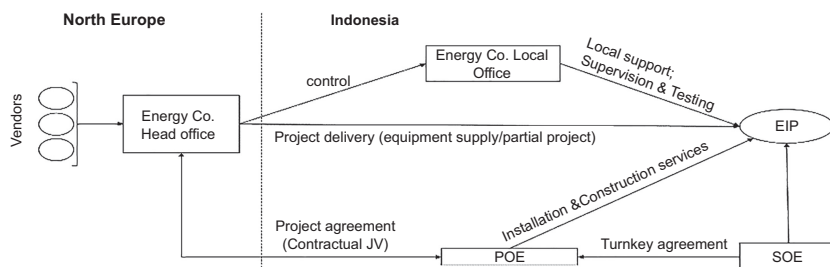 North Europe
Indonesia
Vendors
Energy Co.
Head office
control
Energy Co. Local
Office
Local support;
Supervision & Testing
Project delivery (equipment supply/partial project)
EIP
Installation &Construction services
Project agreement
(Contractual JV)
POE
Turnkey agreement
SOE